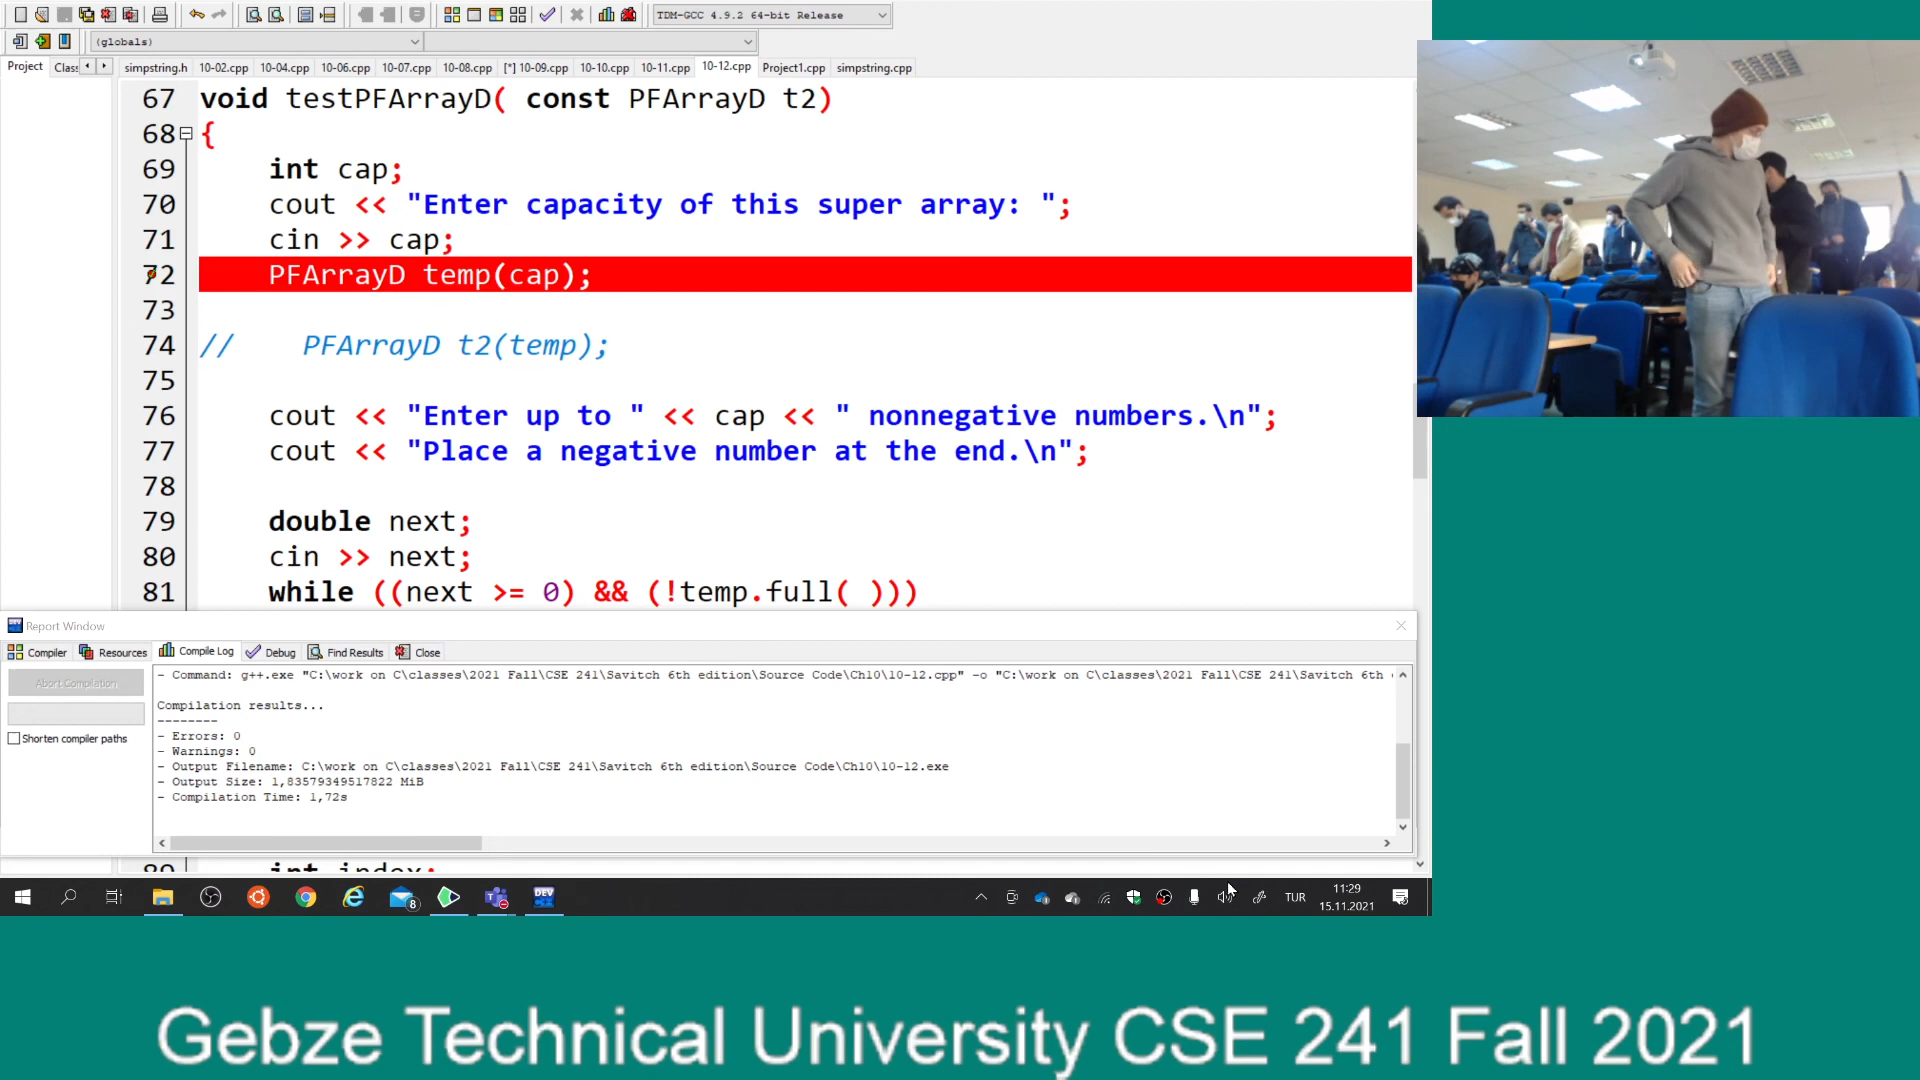 TDM-GCC 4.9.2 64-bit Release
(globals)
Project Clas simpstring.h 10-02.cpp 10-04.cpp 10-06.cpp 10-07.cpp 10-08.cpp [*] 10-09.cpp 10-10.cpp 10-11.cpp 10-12.cpp Project1.cpp simpstring.cpp
67 void testPFArrayD( const PFArrayD t2)
68 {
69 int cap;
70 cout << "Enter capacity of this super array: ";
71 cin >> cap;
72 PFArrayD temp(cap);
73
74 // PFArrayD t2(temp);
75
76 cout << "Enter up to " << cap << " nonnegative numbers.\n";
77 cout << "Place a negative number at the end.\n";
78
79 double next;
80 cin >> next;
81 while ((next >= 0) && (!temp.full( )))
Report Window
Compiler Resources Compile Log Debug Find Results Close
Abort Compilation
Shorten compiler paths
- Command: g++.exe "C:\work on C\classes\2021 Fall\CSE 241\Savitch 6th edition\Source Code\Ch10\10-12.cpp" -o "C:\work on C\classes\2021 Fall\CSE 241\Savitch 6th
Compilation results...
--------
- Errors: 0
- Warnings: 0
- Output Filename: C:\work on C\classes\2021 Fall\CSE 241\Savitch 6th edition\Source Code\Ch10\10-12.exe
- Output Size: 1,83579349517822 MiB
- Compilation Time: 1,72s
int index;
8
DEV
TUR
11:29
15.11.2021
Gebze Technical University CSE 241 Fall 2021